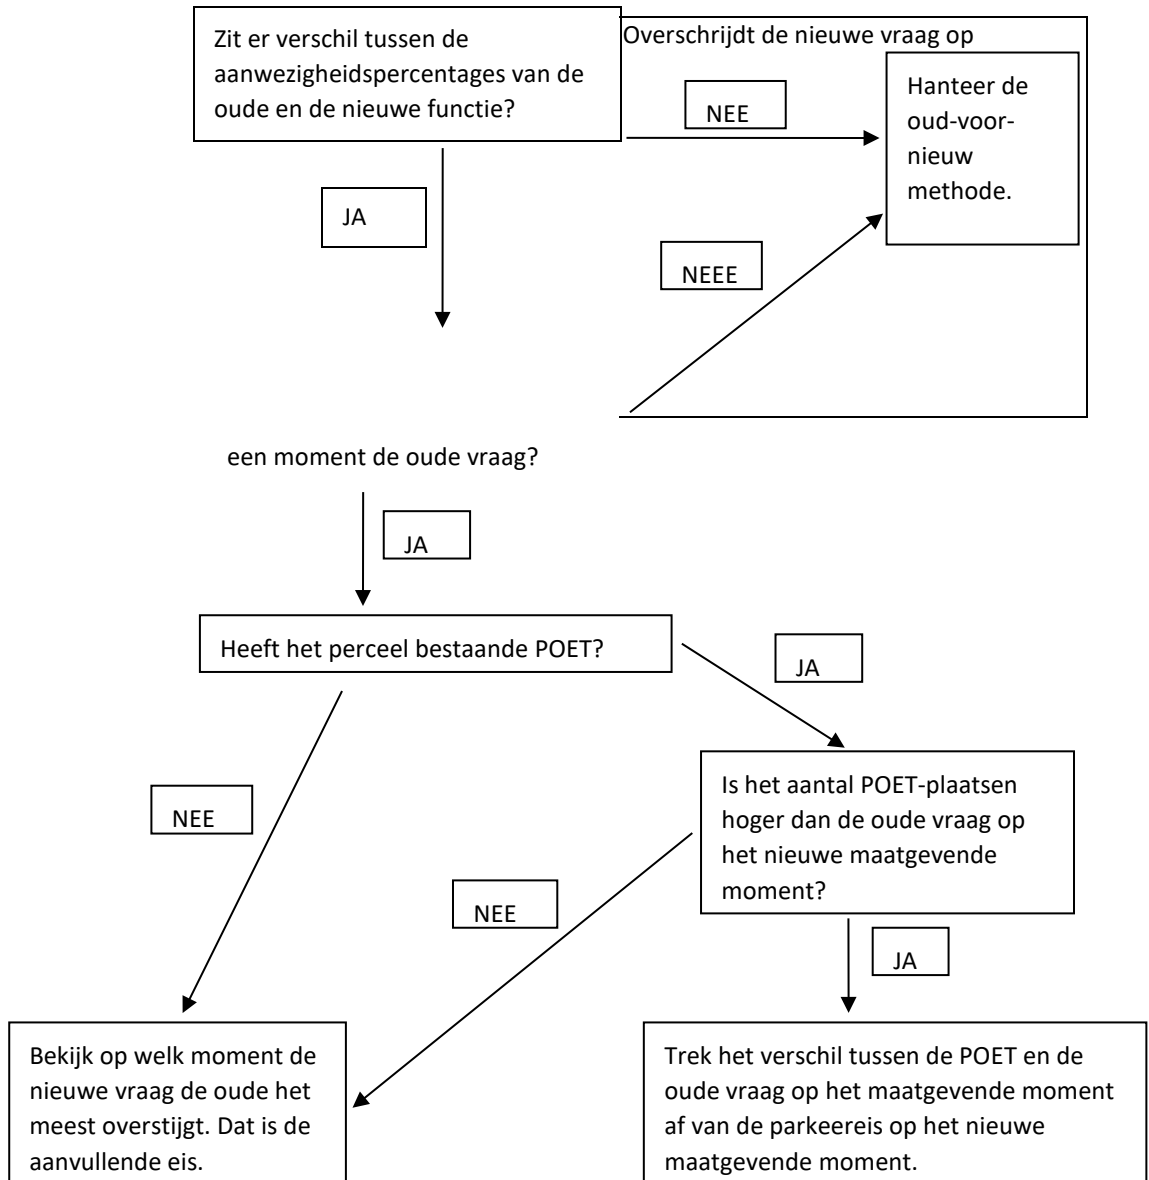 Zit er verschil tussen de
aanwezigheidspercentages van de
oude en de nieuwe functie?
Overschrijdt de nieuwe vraag op
NEE
Hanteer de
oud-voor-
nieuw
methode.
JA
NEEE
een moment de oude vraag?
JA
Heeft het perceel bestaande POET?
JA
Is het aantal POET-plaatsen
hoger dan de oude vraag op
het nieuwe maatgevende
moment?
NEE
NEE
JA
Bekijk op welk moment de
nieuwe vraag de oude het
meest overstijgt. Dat is de
aanvullende eis.
Trek het verschil tussen de POET en de
oude vraag op het maatgevende moment
af van de parkeereis op het nieuwe
maatgevende moment.